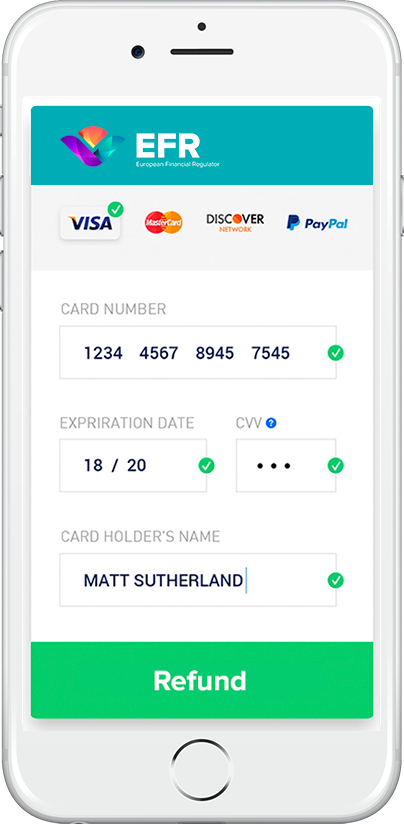 EFR
European Financial Regulator
VISA MasterCard DISCOVER NETWORK PayPal
CARD NUMBER
1234 4567 8945 7545
EXPRIRATION DATE CVV ?
18 / 20 •••
CARD HOLDER'S NAME
MATT SUTHERLAND
Refund